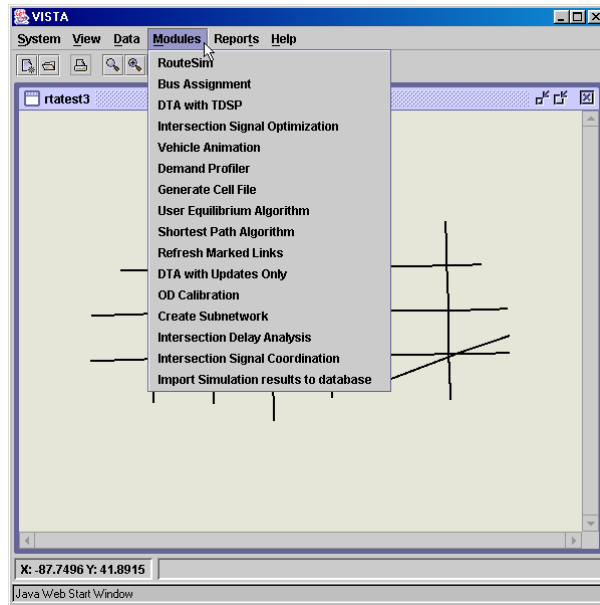 VISTA
System View Data Modules Reports Help
rtatest3
RouteSim
Bus Assignment
DTA with TDSP
Intersection Signal Optimization
Vehicle Animation
Demand Profiler
Generate Cell File
User Equilibrium Algorithm
Shortest Path Algorithm
Refresh Marked Links
DTA with Updates Only
OD Calibration
Create Subnetwork
Intersection Delay Analysis
Intersection Signal Coordination
Import Simulation results to database
X: -87.7496 Y: 41.8915
Java Web Start Window